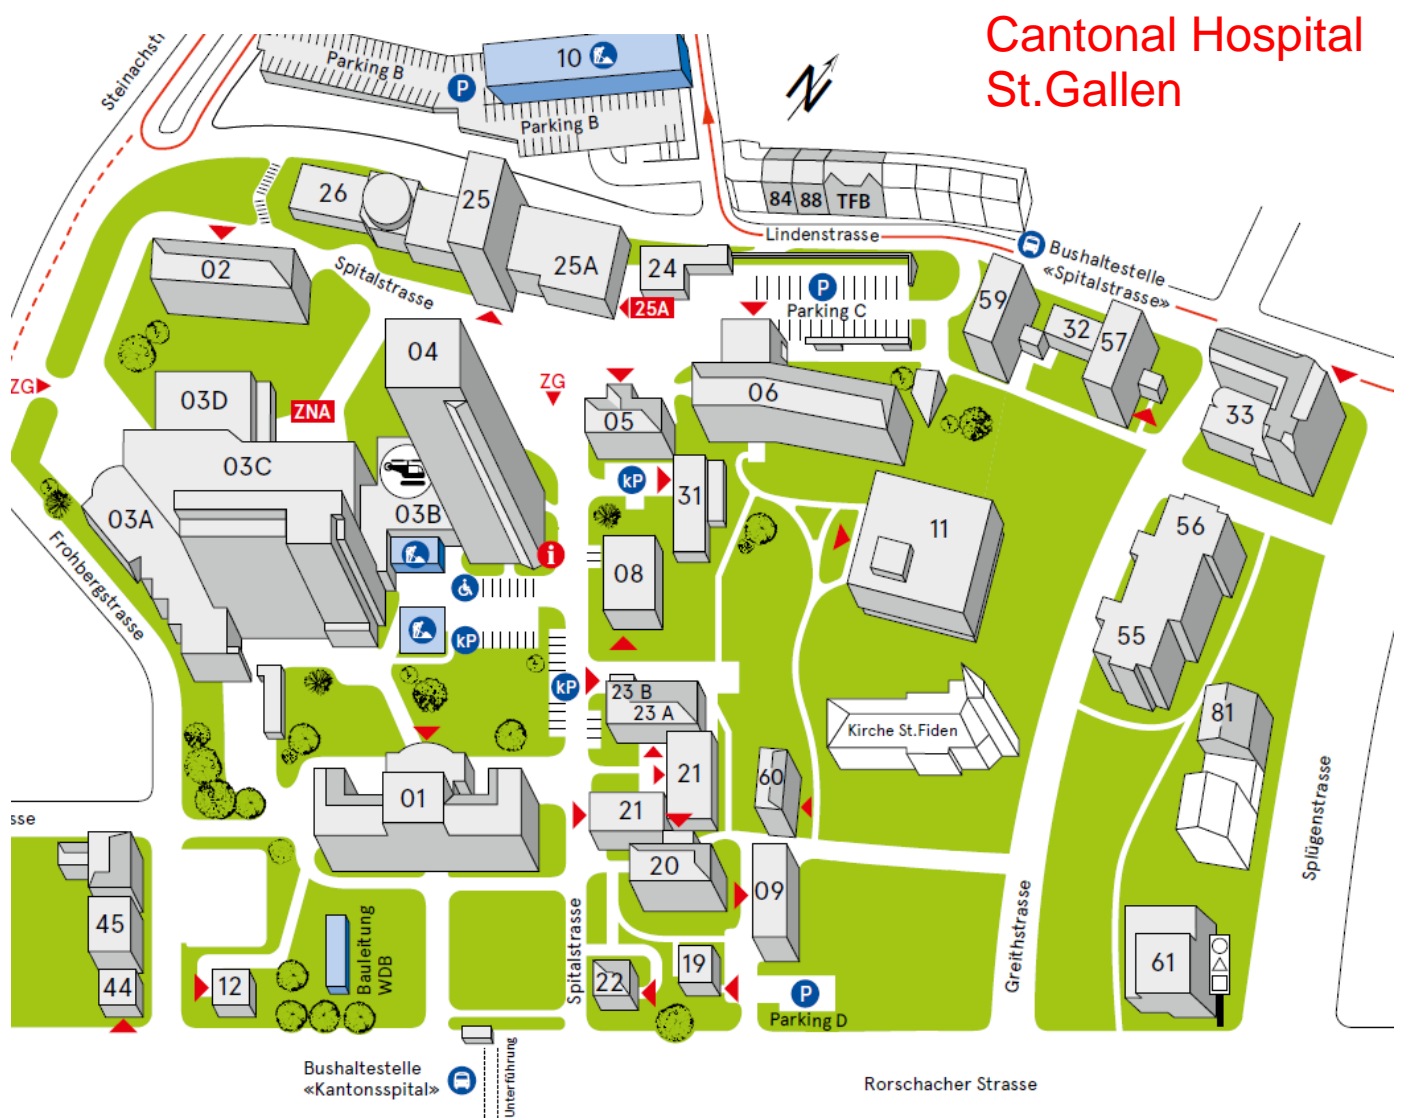 Cantonal Hospital
St.Gallen
Steinachst
Parking B
P
10
Parking B
N
26
25
84
88
TFB
Lindenstrasse
Bushaltestelle
«Spitalstrasse»
02
Spitalstrasse
25A
24
25A
P
Parking C
59
32
57
04
ZG
03D
ZNA
ZG
05
06
33
03C
kP
31
03A
03B
11
56
i
08
Frohbergstrasse
kP
55
kP
23 B
23 A
Kirche St.Fiden
81
21
60
01
21
sse
20
09
Splügenstrasse
45
Bauleitung
WDB
Spitalstrasse
Greithstrasse
44
12
22
19
P
Parking D
61
Bushaltestelle
«Kantonsspital»
Unterführung
Rorschacher Strasse